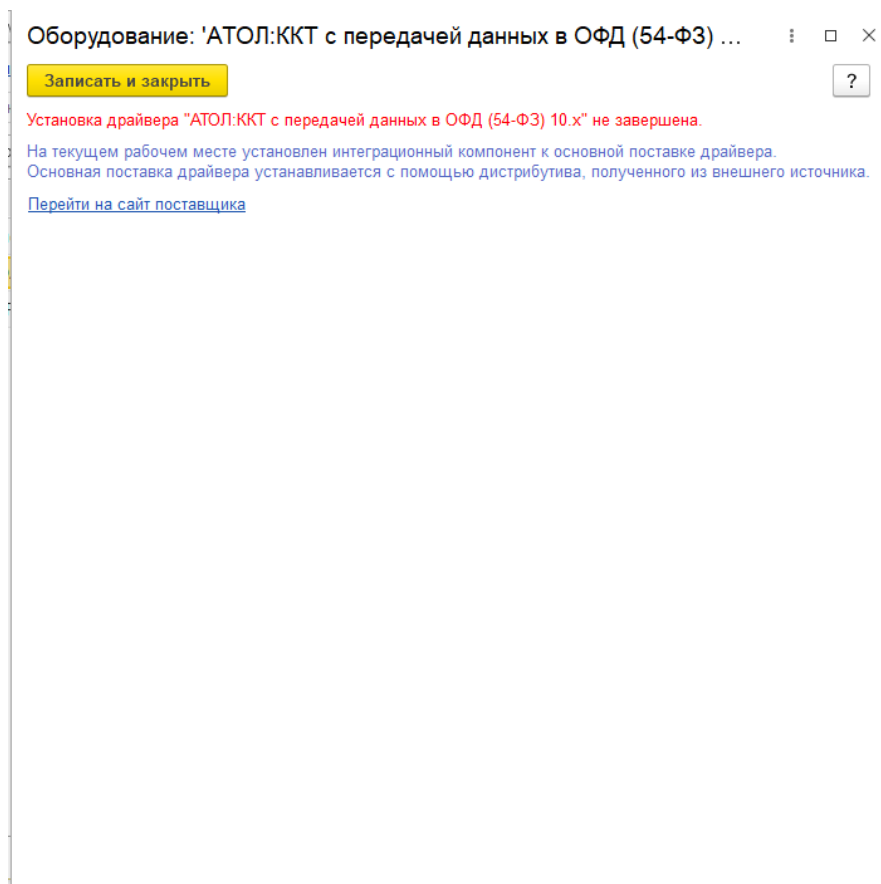 Оборудование: 'АТОЛ:ККТ с передачей данных в ОФД (54-ФЗ) ...
Записать и закрыть
?
Установка драйвера "АТОЛ:ККТ с передачей данных в ОФД (54-ФЗ) 10.x" не завершена.
На текущем рабочем месте установлен интеграционный компонент к основной поставке драйвера.
Основная поставка драйвера устанавливается с помощью дистрибутива, полученного из внешнего источника.
Перейти на сайт поставщика